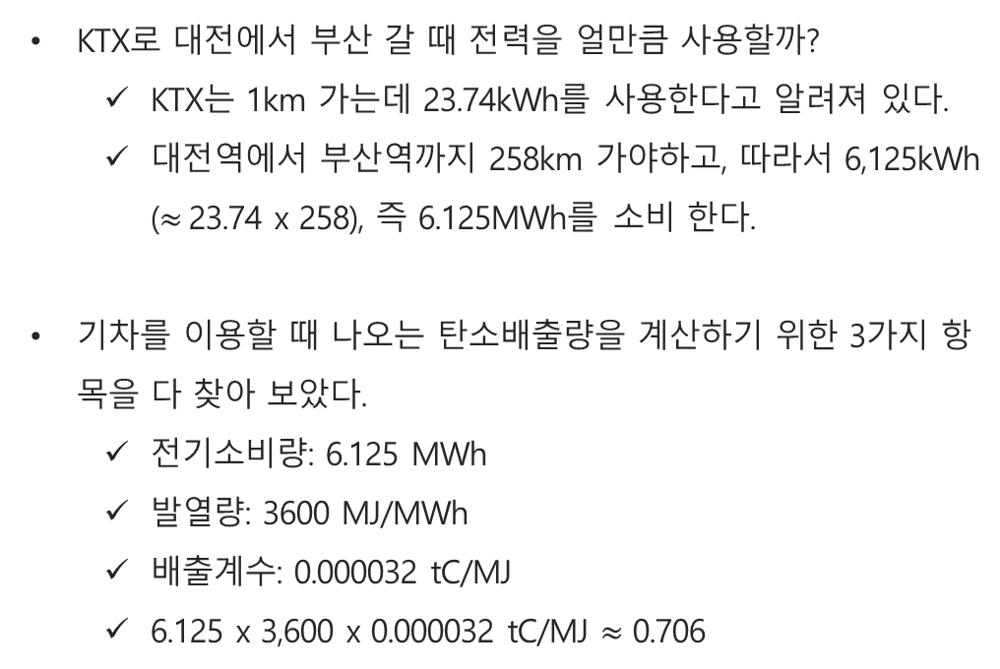 • KTX로 대전에서 부산 갈 때 전력을 얼만큼 사용할까?
✓ KTX는 1km 가는데 23.74kWh를 사용한다고 알려져 있다.
✓ 대전역에서 부산역까지 258km 가야하고, 따라서 6,125kWh
(≈ 23.74 x 258), 즉 6.125MWh를 소비 한다.
• 기차를 이용할 때 나오는 탄소배출량을 계산하기 위한 3가지 항
목을 다 찾아 보았다.
✓ 전기소비량: 6.125 MWh
✓ 발열량: 3600 MJ/MWh
✓ 배출계수: 0.000032 tC/MJ
✓ 6.125 x 3,600 x 0.000032 tC/MJ ≈ 0.706